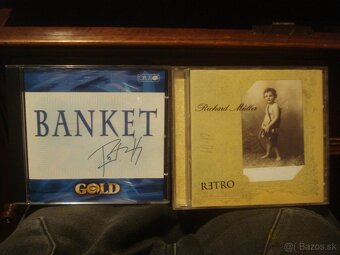 BANKET
GOLD
Richard Müller
RETRO
© Bazos.sk